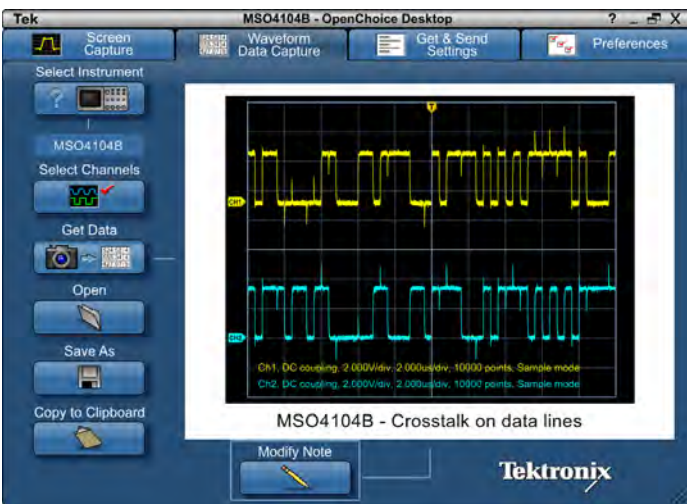 Tek
MSO4104B - OpenChoice Desktop
? _ X
Screen
Capture
Waveform
Data Capture
Get & Send
Settings
Preferences
Select Instrument
?
MSO4104B
Select Channels
Get Data
Open
Save As
Copy to Clipboard
T
CH1
CH2
Ch1, DC coupling, 2.000V/div, 2.000us/div, 10000 points, Sample mode
Ch2, DC coupling, 2.000V/div, 2.000us/div, 10000 points, Sample mode
MSO4104B - Crosstalk on data lines
Modify Note
Tektronix